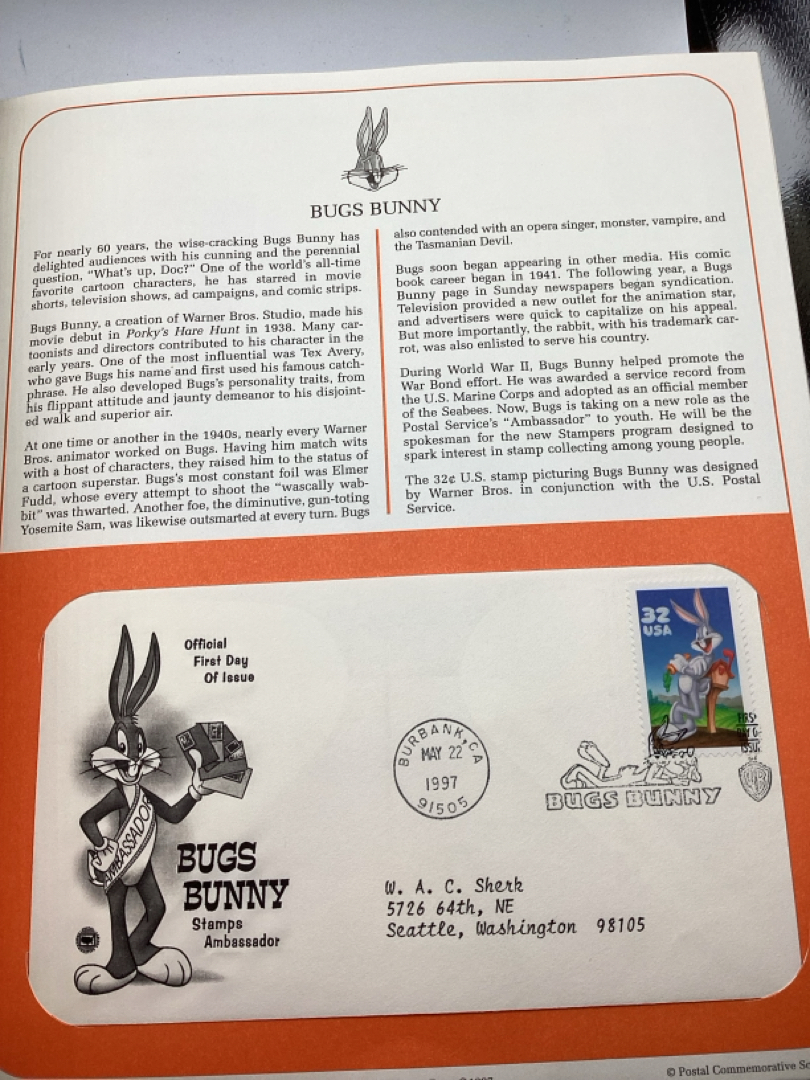 BUGS BUNNY
For nearly 60 years, the wise-cracking Bugs Bunny has
delighted audiences with his cunning and the perennial
question, "What's up, Doc?" One of the world's all-time
favorite cartoon characters, he has starred in movie
shorts, television shows, ad campaigns, and comic strips.
Bugs Bunny, a creation of Warner Bros. Studio, made his
movie debut in Porky's Hare Hunt in 1938. Many car-
toonists and directors contributed to his character in the
early years. One of the most influential was Tex Avery,
who gave Bugs his name and first used his famous catch-
phrase. He also developed Bugs's personality traits, from
his flippant attitude and jaunty demeanor to his disjoint-
ed walk and superior air.
At one time or another in the 1940s, nearly every Warner
Bros. animator worked on Bugs. Having him match wits
with a host of characters, they raised him to the status of
a cartoon superstar. Bugs's most constant foil was Elmer
Fudd, whose every attempt to shoot the "wascally wab-
bit" was thwarted. Another foe, the diminutive, gun-toting
Yosemite Sam, was likewise outsmarted at every turn. Bugs
also contended with an opera singer, monster, vampire, and
the Tasmanian Devil.
Bugs soon began appearing in other media. His comic
book career began in 1941. The following year, a Bugs
Bunny page in Sunday newspapers began syndication.
Television provided a new outlet for the animation star,
and advertisers were quick to capitalize on his appeal.
But more importantly, the rabbit, with his trademark car-
rot, was also enlisted to serve his country.
During World War II, Bugs Bunny helped promote the
War Bond effort. He was awarded a service record from
the U.S. Marine Corps and adopted as an official member
of the Seabees. Now, Bugs is taking on a new role as the
Postal Service's "Ambassador" to youth. He will be the
spokesman for the new Stampers program designed to
spark interest in stamp collecting among young people.
The 32¢ U.S. stamp picturing Bugs Bunny was designed
by Warner Bros. in conjunction with the U.S. Postal
Service.
Official
First Day
Of Issue
AMBASSADOR
BUGS
BUNNY
Stamps
Ambassador
BURBANK, CA
MAY 22
1997
91505
32
USA
FIRST
DAY OF
ISSUE
BUGS BUNNY
WB
W. A. C. Sherk
5726 64th, NE
Seattle, Washington 98105
© Postal Commemorative